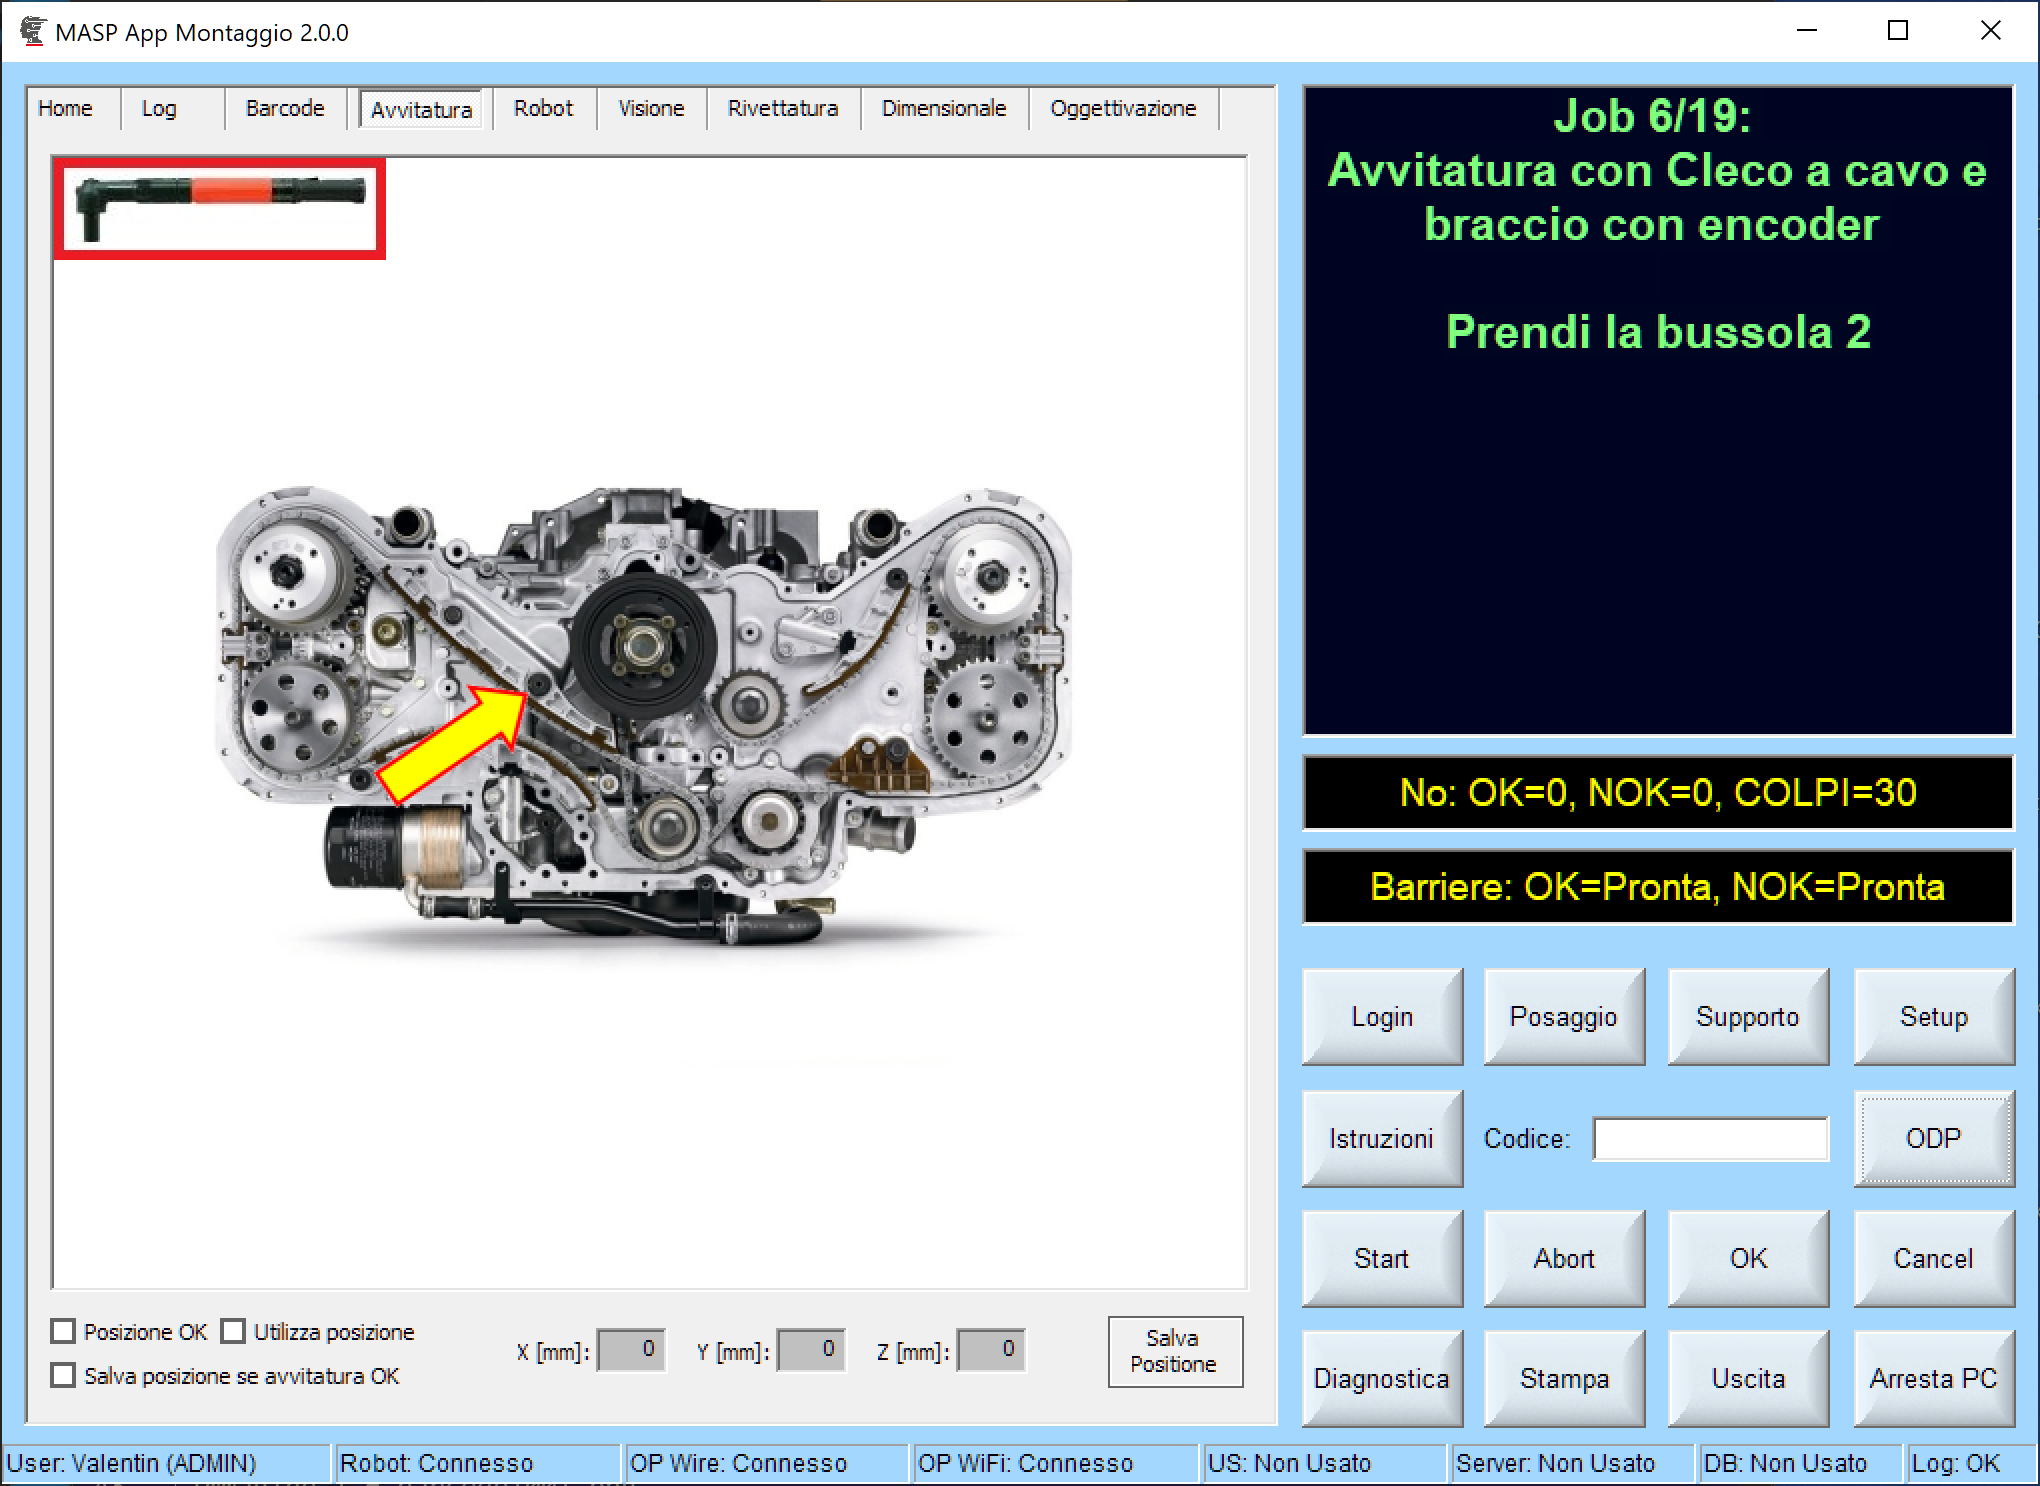 MASP App Montaggio 2.0.0
Home
Log
Barcode
Avvitatura
Robot
Visione
Rivettatura
Dimensionale
Oggettivazione
Job 6/19:
Avvitatura con Cleco a cavo e
braccio con encoder
Prendi la bussola 2
No: OK=0, NOK=0, COLPI=30
Barriere: OK=Pronta, NOK=Pronta
Login
Posaggio
Supporto
Setup
Istruzioni
Codice:
ODP
Start
Abort
OK
Cancel
Diagnostica
Stampa
Uscita
Arresta PC
Posizione OK
Utilizza posizione
Salva posizione se avvitatura OK
X [mm]: 0
Y [mm]: 0
Z [mm]: 0
Salva
Positione
User: Valentin (ADMIN)
Robot: Connesso
OP Wire: Connesso
OP WiFi: Connesso
US: Non Usato
Server: Non Usato
DB: Non Usato
Log: OK